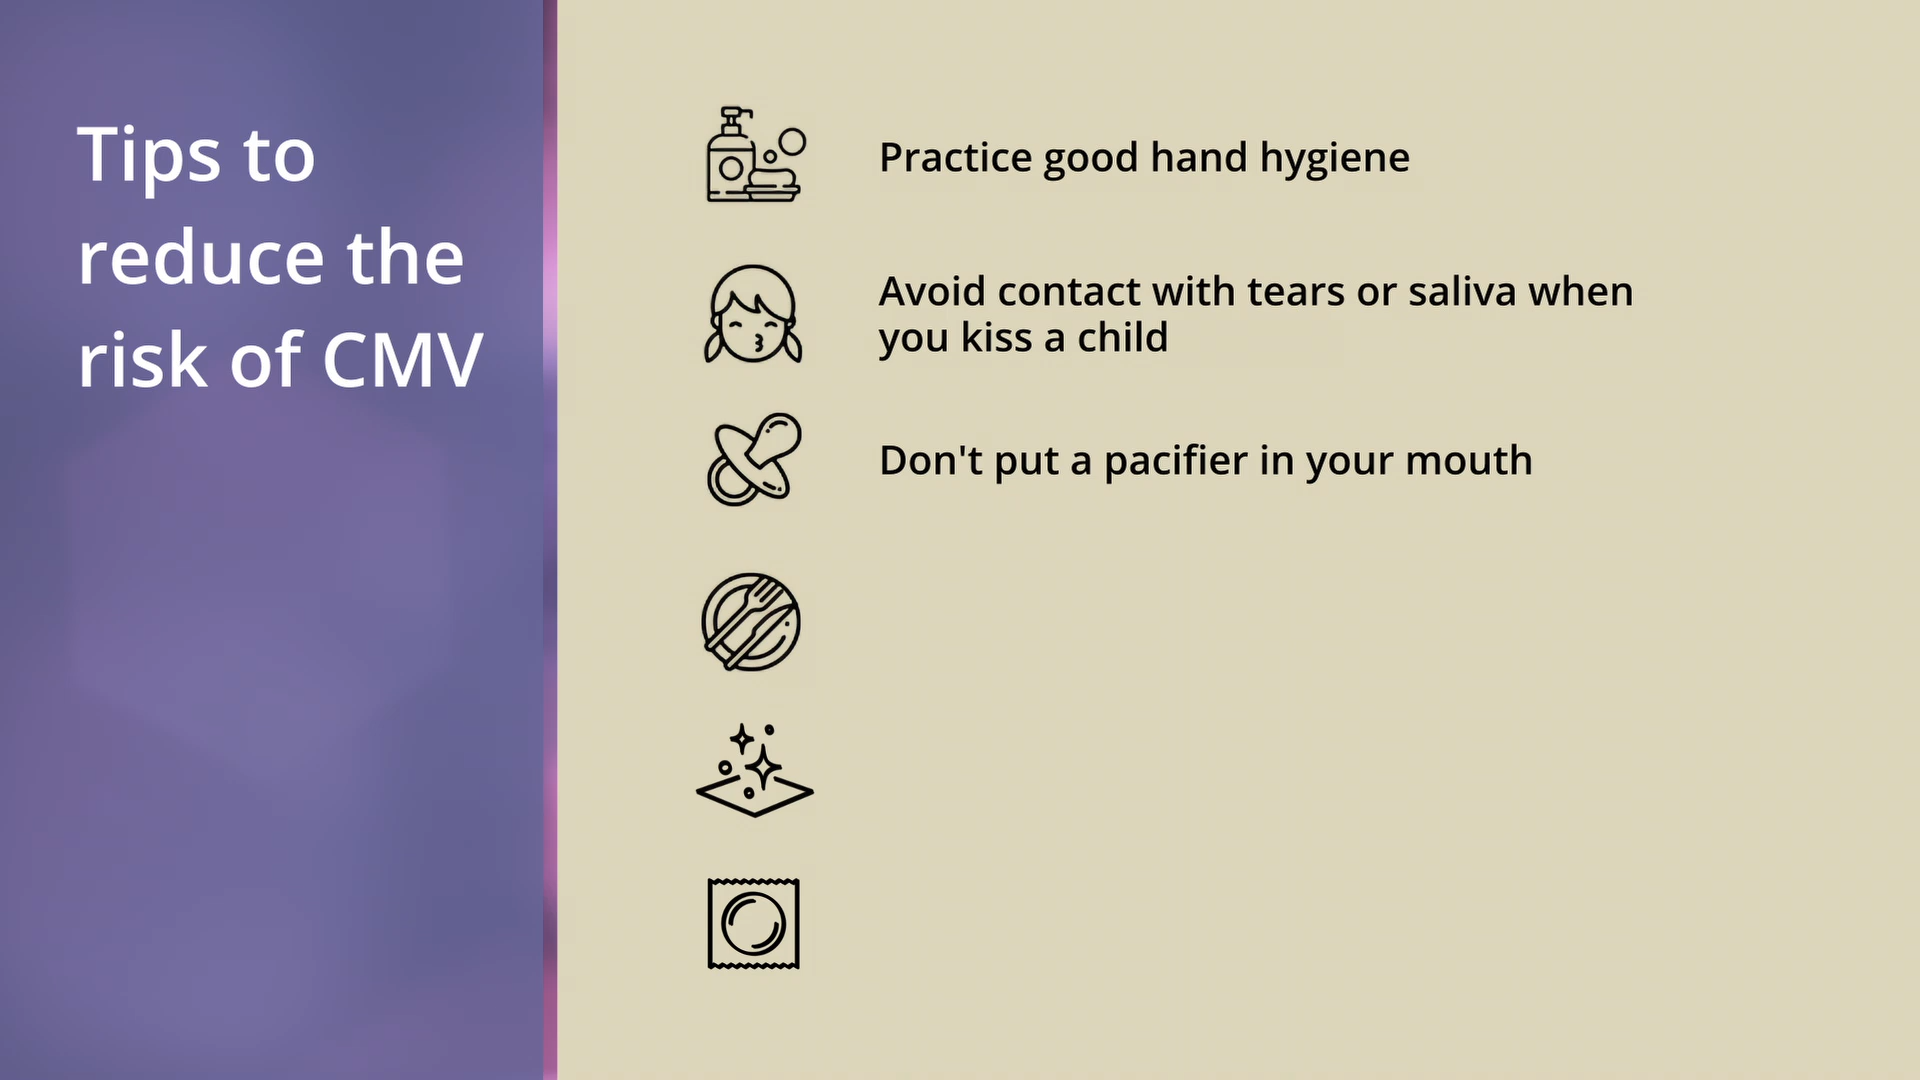 Tips to
reduce the
risk of CMV
Practice good hand hygiene
Avoid contact with tears or saliva when
you kiss a child
Don't put a pacifier in your mouth